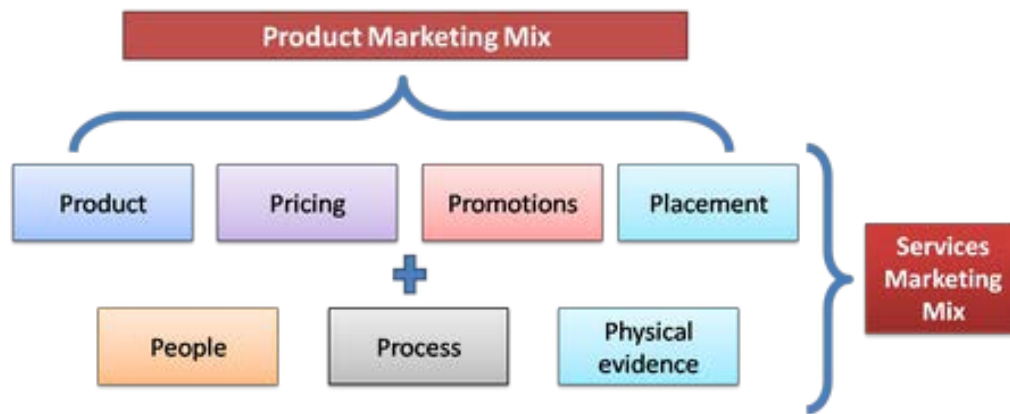 Product Marketing Mix
Product
Pricing
Promotions
Placement
Services
Marketing
Mix
People
Process
Physical
evidence